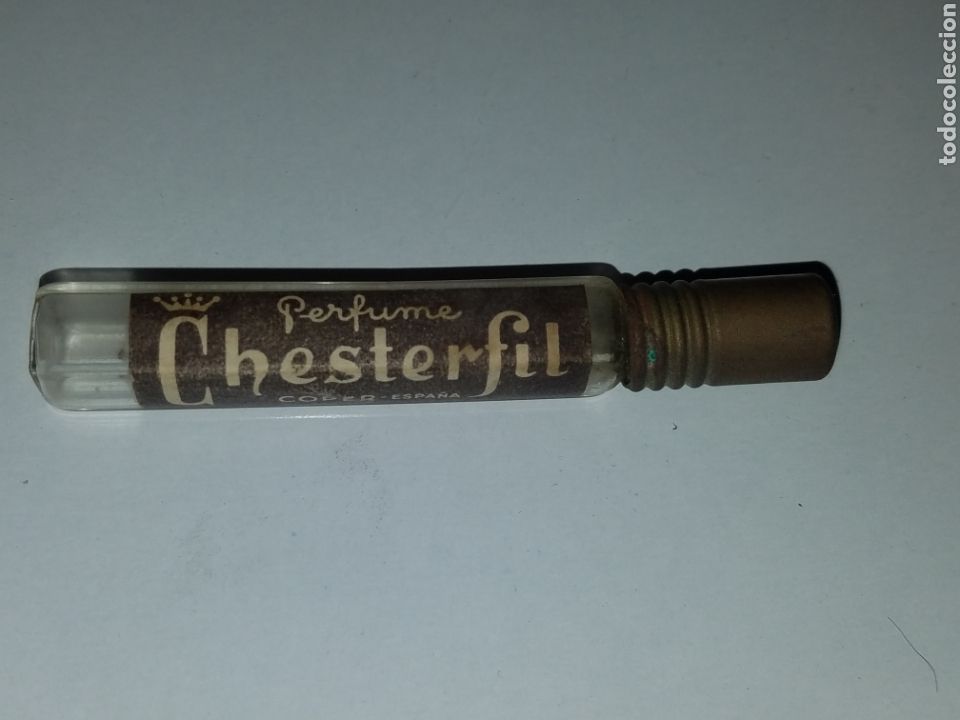 Perfume
Chesterfil
COPER-ESPAÑA
todocoleccion